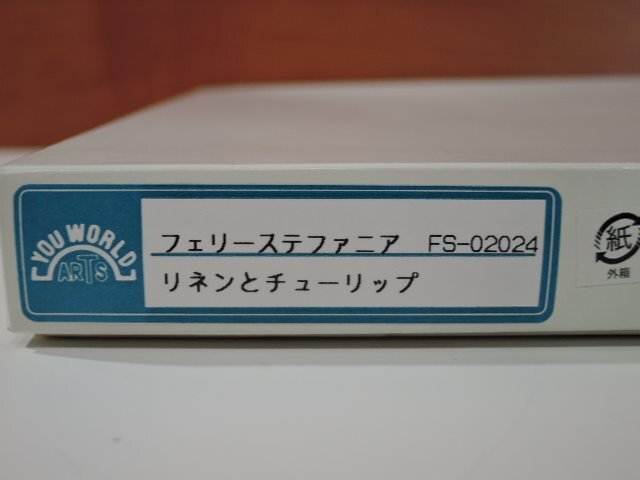 YOU WORLD
ARTS
フェリーステファニア FS-02024
リネンとチューリップ
紙
外箱